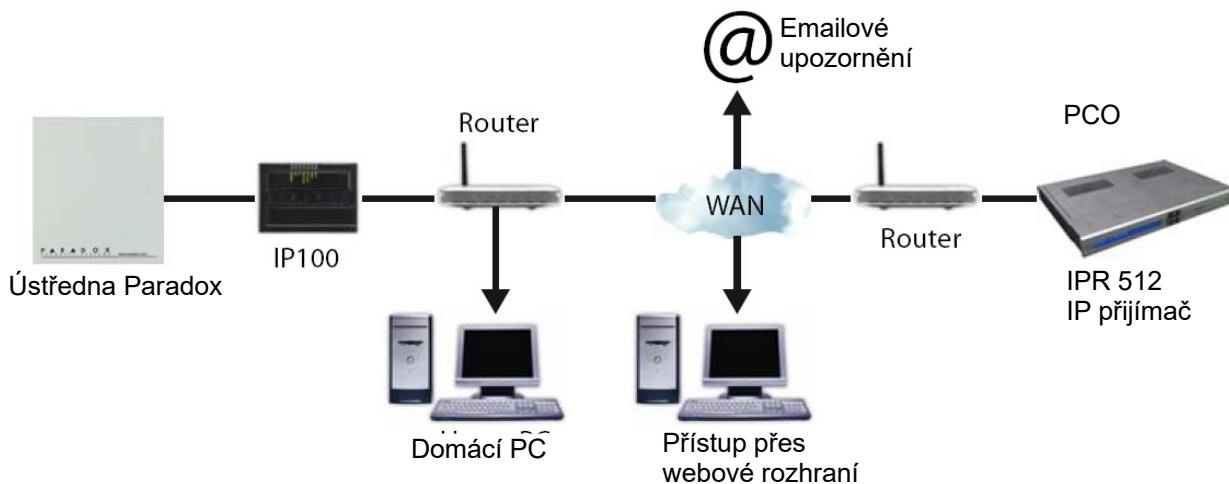 @ Emailové
upozornění
PCO
Router
WAN
PARADOX
IP100
Router
Ústředna Paradox
IPR 512
IP přijímač
Domácí PC
Přístup přes
webové rozhraní